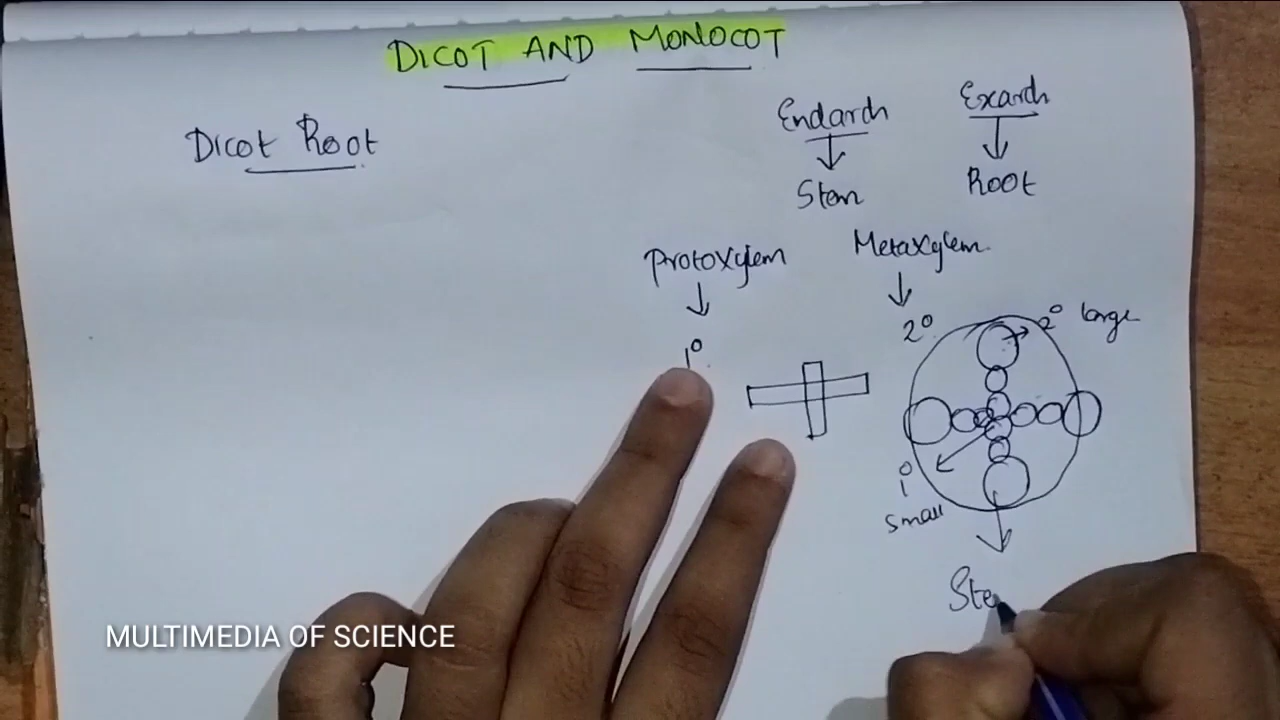 DICOT AND MONOCOT
Dicot Root
Endarch
Exarch
Stem
Root
Protoxylem
Metaxylem
1°
2°
2° large
1°
small
Ste
MULTIMEDIA OF SCIENCE